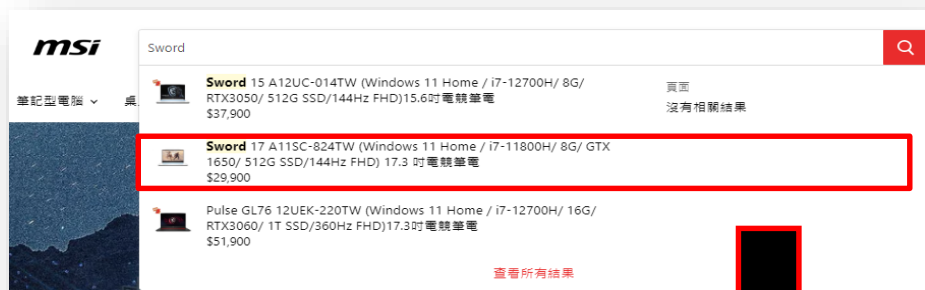 msi
Sword
筆記型電腦
桌
Sword 15 A12UC-014TW (Windows 11 Home / i7-12700H/ 8G/
RTX3050/ 512G SSD/144Hz FHD)15.6吋電競筆電
$37,900
頁面
沒有相關結果
Sword 17 A11SC-824TW (Windows 11 Home / i7-11800H/ 8G/ GTX
1650/ 512G SSD/144Hz FHD) 17.3 吋電競筆電
$29,900
Pulse GL76 12UEK-220TW (Windows 11 Home / i7-12700H/ 16G/
RTX3060/ 1T SSD/360Hz FHD)17.3吋電競筆電
$51,900
查看所有結果